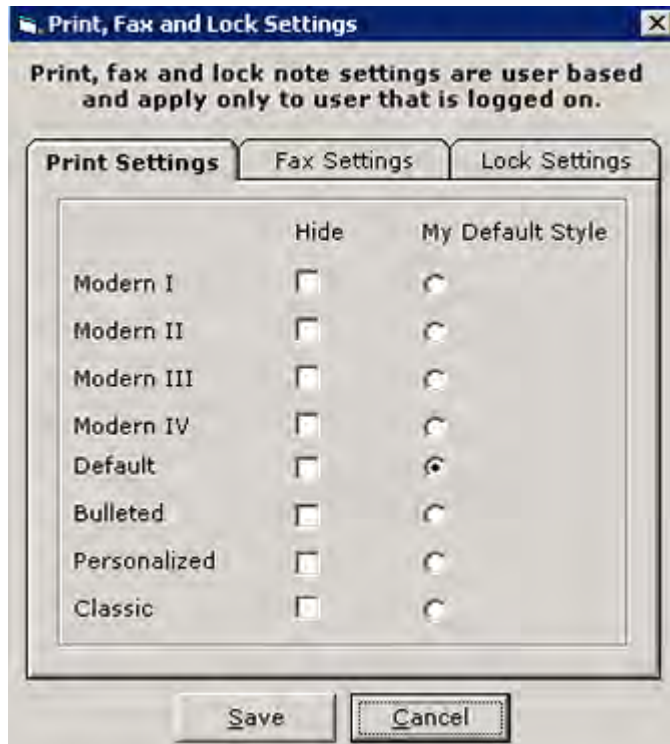 Print, Fax and Lock Settings
Print, fax and lock note settings are user based
and apply only to user that is logged on.
Print Settings Fax Settings Lock Settings
Hide My Default Style
Modern I
Modern II
Modern III
Modern IV
Default
Bulleted
Personalized
Classic
Save Cancel